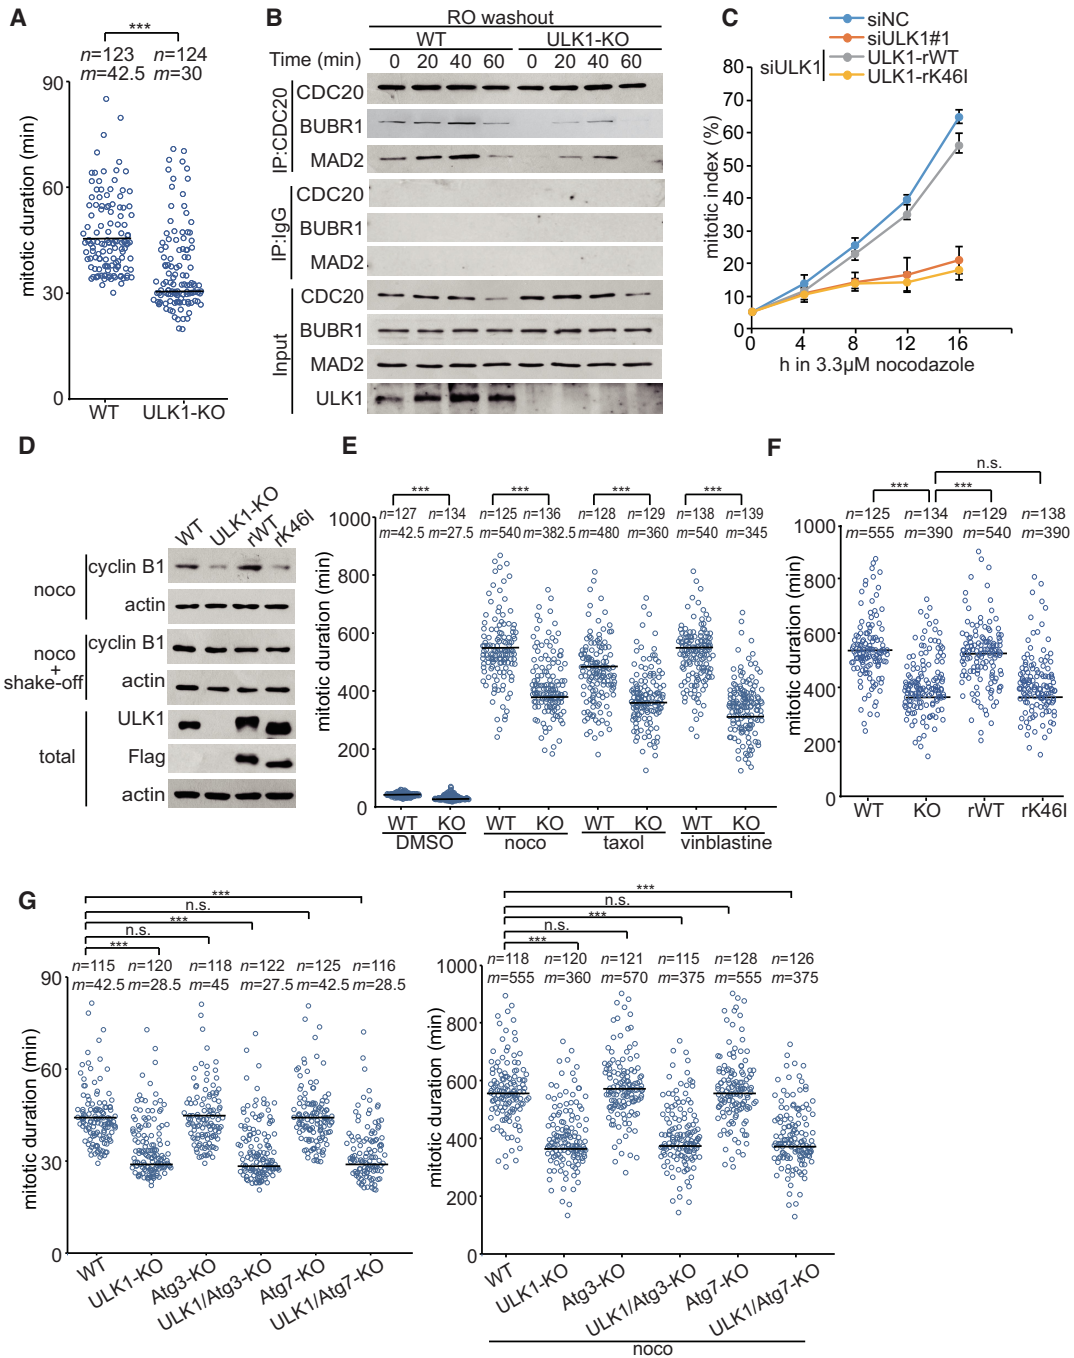 A
***
n=123 n=124
m=42.5 m=30
mitotic duration (min)
90
60
30
0
WT ULK1-KO
B
RO washout
WT ULK1-KO
Time (min) 0 20 40 60 0 20 40 60
IP:CDC20
CDC20
BUBR1
MAD2
IP:IgG
CDC20
BUBR1
MAD2
Input
CDC20
BUBR1
MAD2
ULK1
C
siNC
siULK1#1
siULK1
ULK1-rWT
ULK1-rK46I
mitotic index (%)
80
70
60
50
40
30
20
10
0
0 4 8 12 16
h in 3.3μM nocodazole
D
WT ULK1-KO rWT rK46I
noco
cyclin B1
actin
noco
+
shake-off
cyclin B1
actin
total
ULK1
Flag
actin
E
*** *** *** ***
n=127 n=134 n=125 n=136 n=128 n=129 n=138 n=139
m=42.5 m=27.5 m=540 m=382.5 m=480 m=360 m=540 m=345
mitotic duration (min)
1000
800
600
400
200
0
WT KO WT KO WT KO WT KO
DMSO noco taxol vinblastine
F
n.s.
*** ***
n=125 n=134 n=129 n=138
m=555 m=390 m=540 m=390
mitotic duration (min)
1000
800
600
400
200
0
WT KO rWT rK46I
G
***
n.s.
***
n.s.
***
n=115 n=120 n=118 n=122 n=125 n=116
m=42.5 m=28.5 m=45 m=27.5 m=42.5 m=28.5
mitotic duration (min)
90
60
30
0
WT ULK1-KO Atg3-KO ULK1/Atg3-KO Atg7-KO ULK1/Atg7-KO
***
n.s.
***
n.s.
***
n=118 n=120 n=121 n=115 n=128 n=126
m=555 m=360 m=570 m=375 m=555 m=375
mitotic duration (min)
1000
800
600
400
200
0
WT ULK1-KO Atg3-KO ULK1/Atg3-KO Atg7-KO ULK1/Atg7-KO
noco